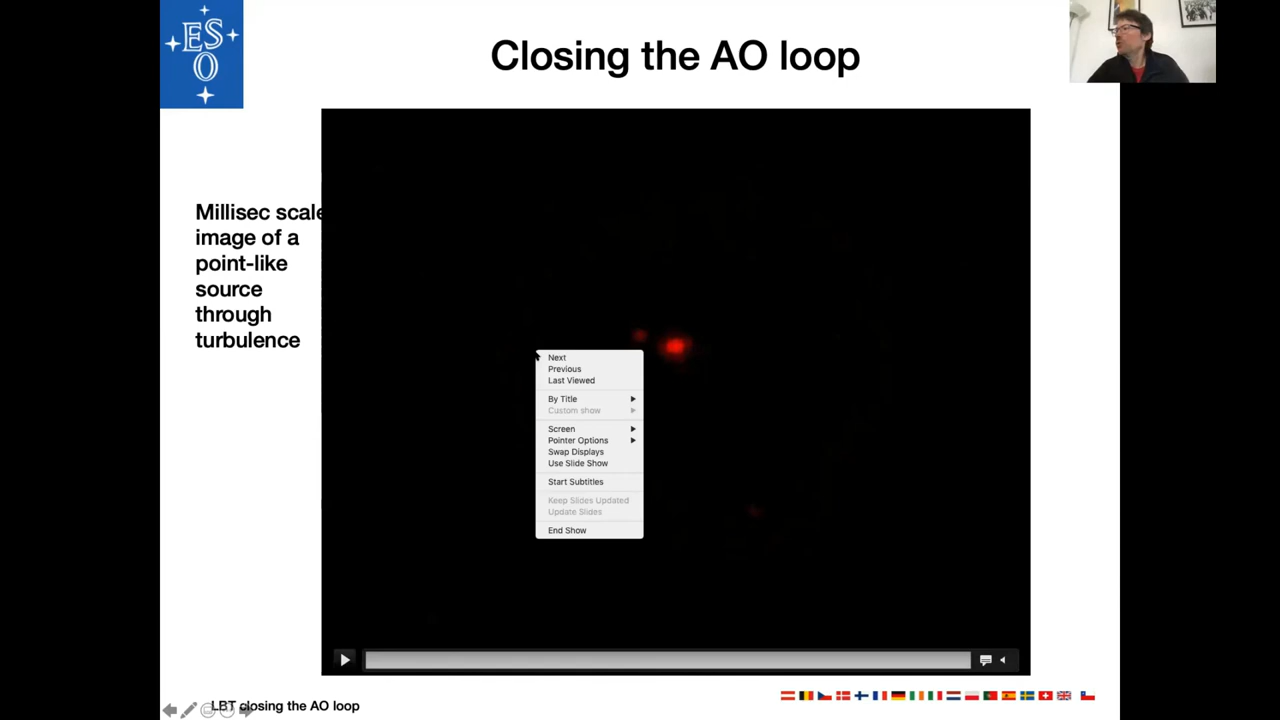 ES
O
Closing the AO loop
Millisec scale
image of a
point-like
source
through
turbulence
Next
Previous
Last Viewed
By Title
Custom show
Screen
Pointer Options
Swap Displays
Use Slide Show
Start Subtitles
Keep Slides Updated
Update Slides
End Show
LBT closing the AO loop